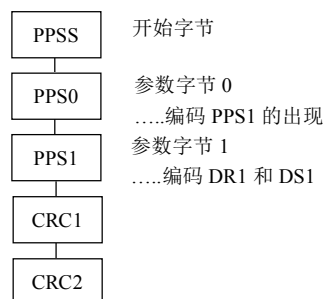 PPSS 开始字节
PPS0 参数字节 0
…..编码 PPS1 的出现
PPS1 参数字节 1
…..编码 DR1 和 DS1
CRC1
CRC2